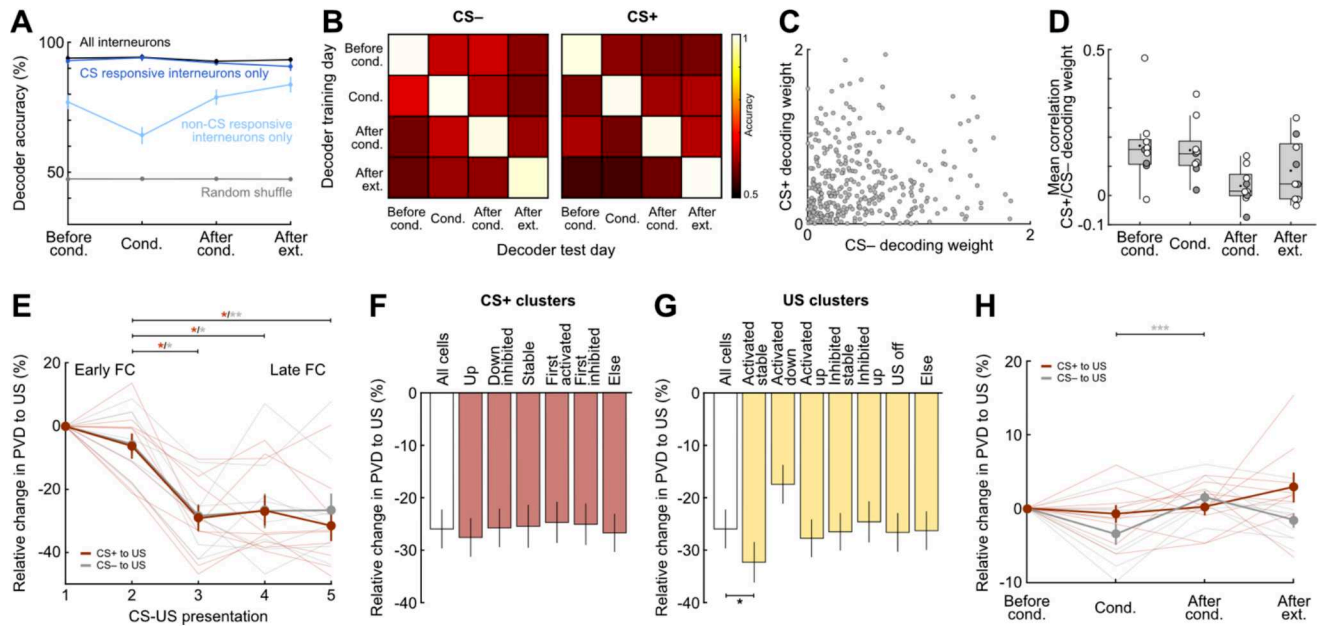 A
Decoder accuracy (%)
100
50
All interneurons
CS responsive interneurons only
non-CS responsive
interneurons only
Random shuffle
Before
cond.
Cond.
After
cond.
After
ext.
B
CS–
CS+
Decoder training day
Before
cond.
Cond.
After
cond.
After
ext.
Before
cond.
Cond.
After
cond.
After
ext.
Before
cond.
Cond.
After
cond.
After
ext.
Decoder test day
1
Accuracy
0.5
C
CS+ decoding weight
2
0
0
CS– decoding weight
2
D
Mean correlation
CS+/CS– decoding weight
0.5
0
-0.1
Before
cond.
Cond.
After
cond.
After
ext.
E
Relative change in PVD to US (%)
20
0
-20
-40
*/**
*/*
*/*
Early FC
Late FC
CS+ to US
CS– to US
1
2
3
4
5
CS-US presentation
F
CS+ clusters
Relative change in PVD to US (%)
0
-10
-20
-30
-40
All cells
Up
Down
inhibited
Stable
First
activated
First
inhibited
Else
G
US clusters
Relative change in PVD to US (%)
0
-10
-20
-30
-40
All cells
Activated
stable
Activated
down
Activated
up
Inhibited
stable
Inhibited
up
US off
Else
*
H
Relative change in PVD to US (%)
20
10
0
-10
***
CS+ to US
CS– to US
Before
cond.
Cond.
After
cond.
After
ext.